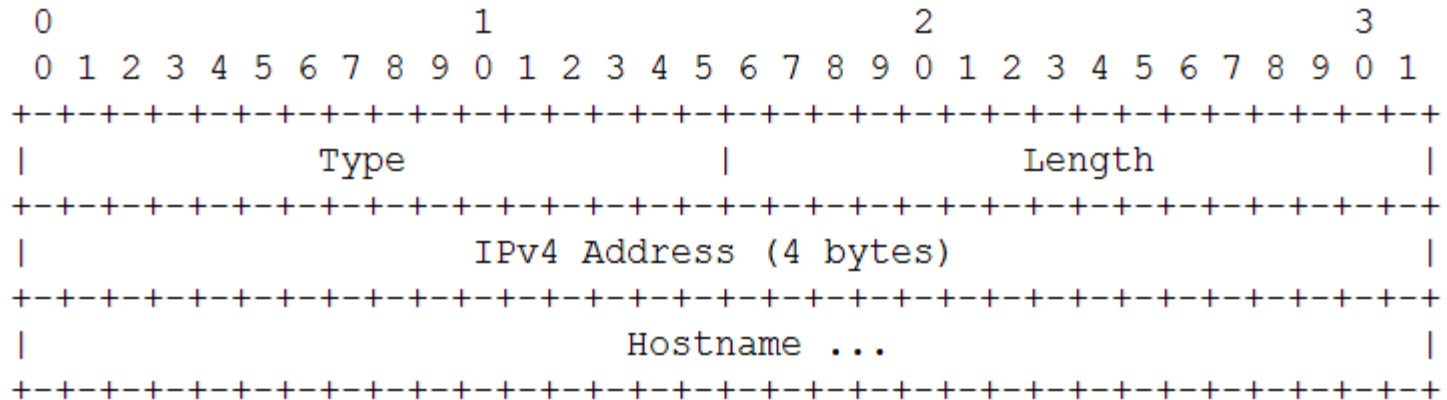 0                   1                   2                   3
 0 1 2 3 4 5 6 7 8 9 0 1 2 3 4 5 6 7 8 9 0 1 2 3 4 5 6 7 8 9 0 1
+-+-+-+-+-+-+-+-+-+-+-+-+-+-+-+-+-+-+-+-+-+-+-+-+-+-+-+-+-+-+-+-+
|             Type              |             Length            |
+-+-+-+-+-+-+-+-+-+-+-+-+-+-+-+-+-+-+-+-+-+-+-+-+-+-+-+-+-+-+-+-+
|                    IPv4 Address (4 bytes)                     |
+-+-+-+-+-+-+-+-+-+-+-+-+-+-+-+-+-+-+-+-+-+-+-+-+-+-+-+-+-+-+-+-+
|                           Hostname ...                        |
+-+-+-+-+-+-+-+-+-+-+-+-+-+-+-+-+-+-+-+-+-+-+-+-+-+-+-+-+-+-+-+-+